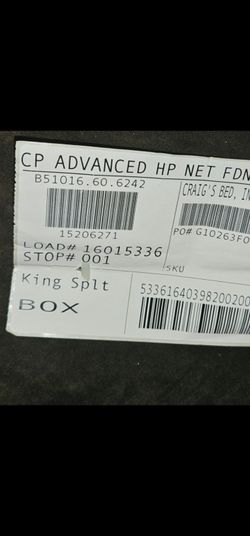 CP ADVANCED HP NET FDN
B51016.60.6242
CRAIG'S BED, IN
15206271
PO# G10263F0
LOAD# 16015336
STOP# 001
SKU
King Splt
BOX
5336164039820020